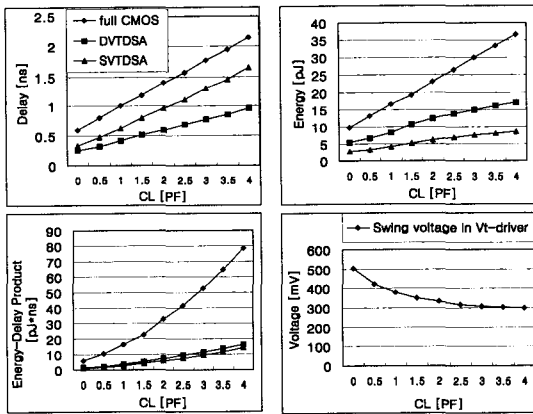 2.5
2
1.5
1
0.5
0
Delay [ns]
full CMOS
DVTDSA
SVTDSA
0 0.5 1 1.5 2 2.5 3 3.5 4
CL [PF]
40
35
30
25
20
15
10
5
0
Energy [pJ]
0 0.5 1 1.5 2 2.5 3 3.5 4
CL [PF]
90
80
70
60
50
40
30
20
10
0
Energy-Delay Product
[pJ*ns]
0 0.5 1 1.5 2 2.5 3 3.5 4
CL [PF]
Swing voltage in Vt-driver
600
500
400
300
200
100
0
Voltage [mV]
0 0.5 1 1.5 2 2.5 3 3.5 4
CL [PF]